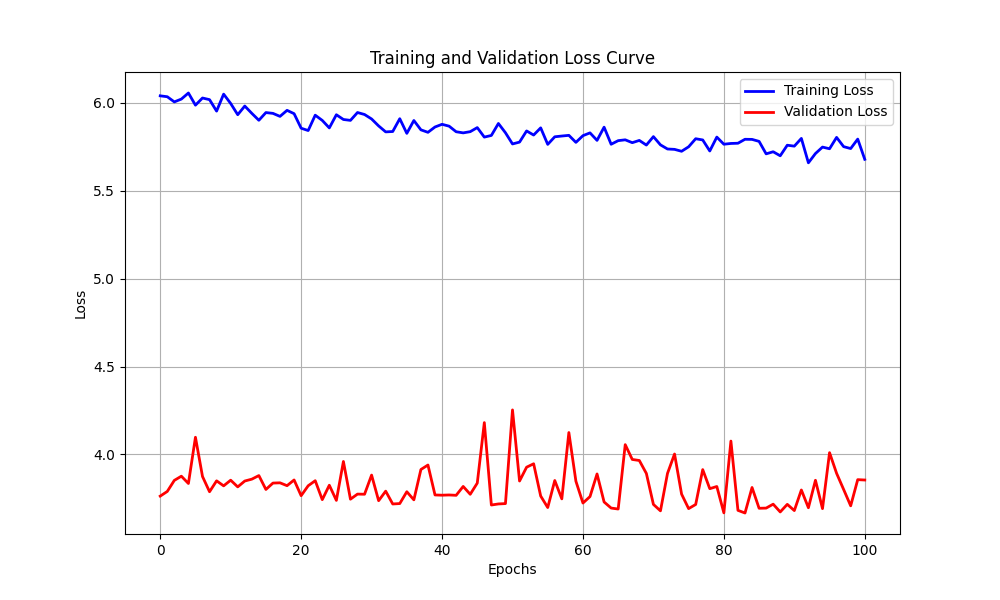 Training and Validation Loss Curve
Training Loss
Validation Loss
6.0
5.5
5.0
4.5
4.0
Loss
0 20 40 60 80 100
Epochs